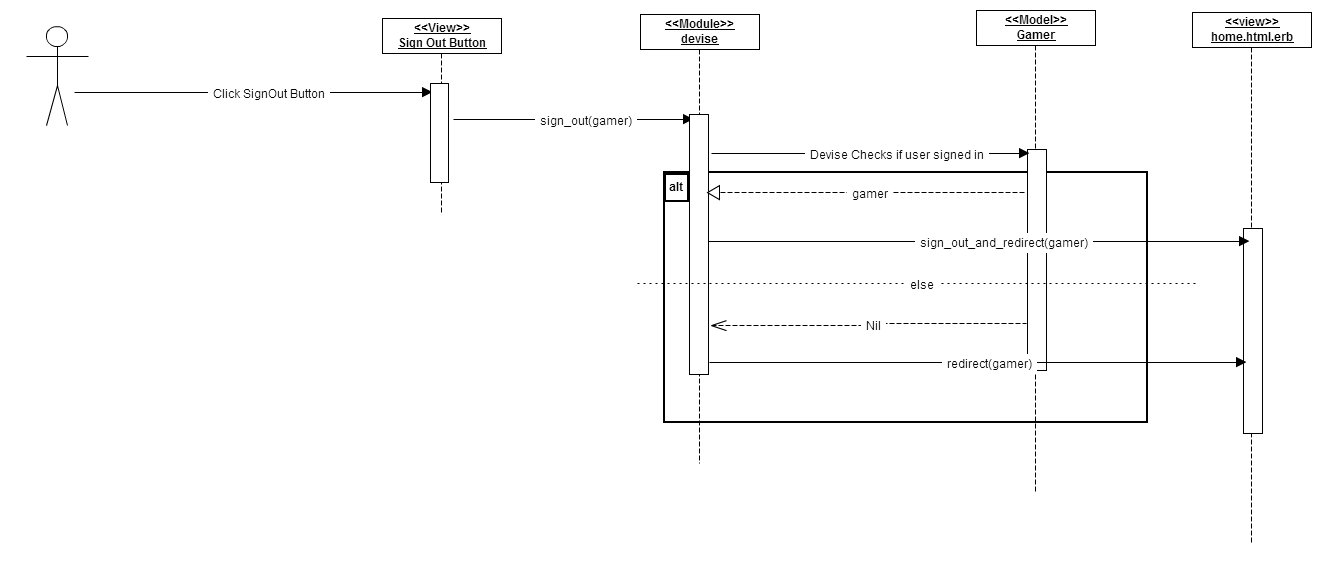 <<View>>
Sign Out Button
<<Module>>
devise
<<Model>>
Gamer
<<view>>
home.html.erb
Click SignOut Button
sign_out(gamer)
Devise Checks if user signed in
alt
gamer
sign_out_and_redirect(gamer)
else
Nil
redirect(gamer)